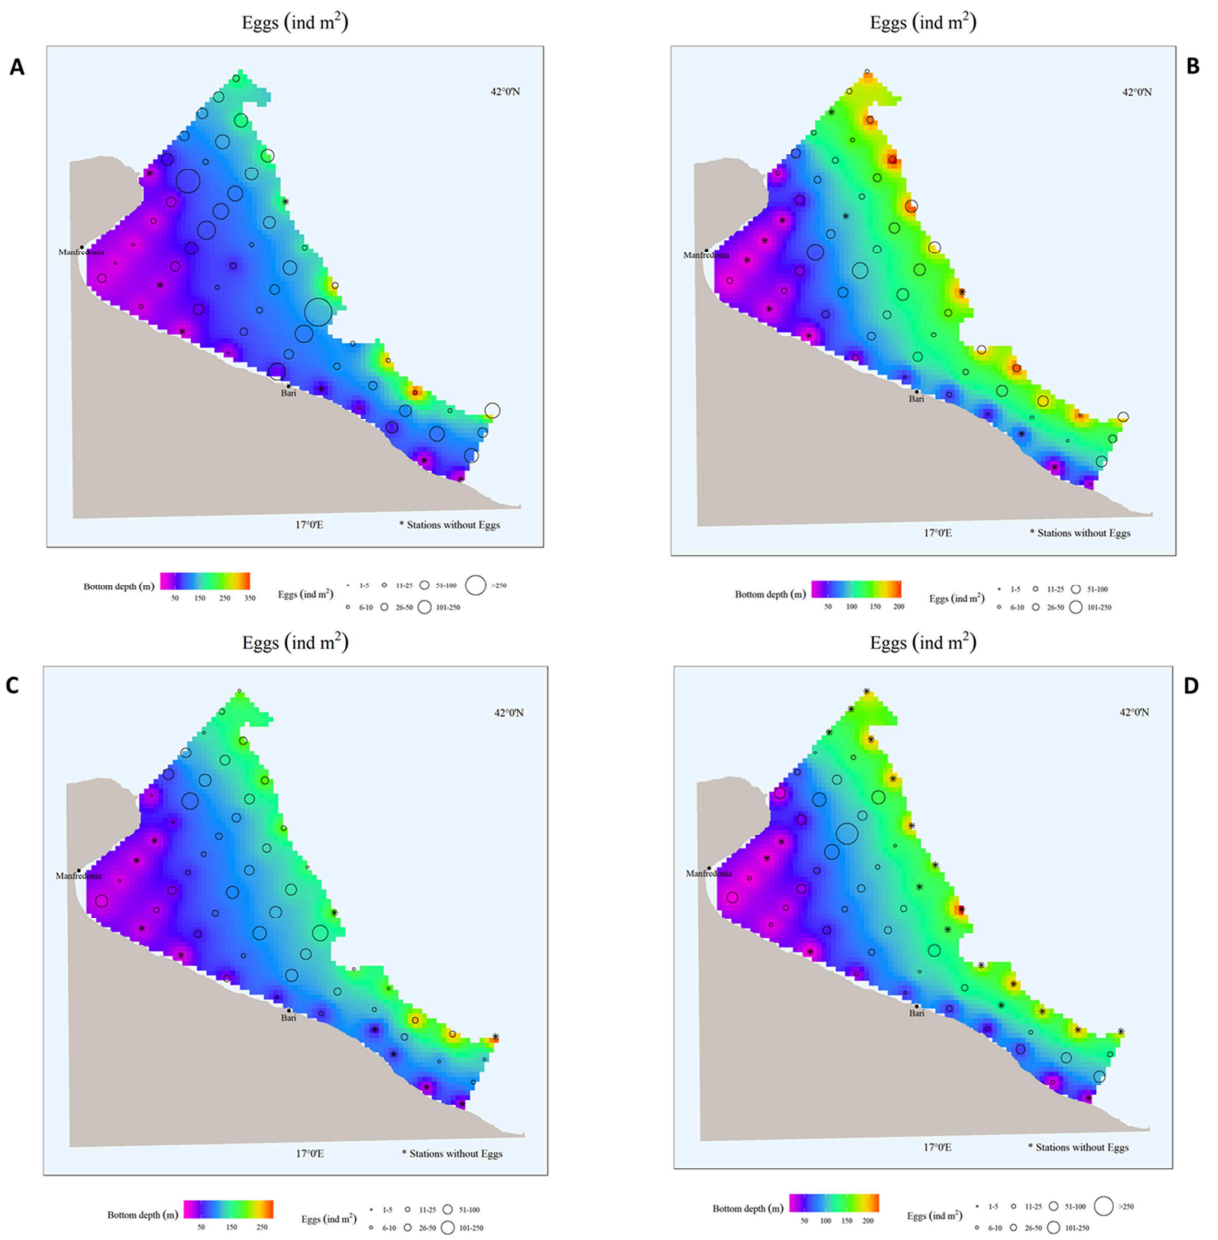 Eggs (ind m²)
A
42°0'N
Manfredonia
Bari
17°0'E
* Stations without Eggs
Bottom depth (m)
50 150 250 350
Eggs (ind m²)
1-5 11-25 51-100 >250
6-10 26-50 101-250
Eggs (ind m²)
B
42°0'N
Manfredonia
Bari
17°0'E
* Stations without Eggs
Bottom depth (m)
50 100 150 200
Eggs (ind m²)
1-5 11-25 51-100
6-10 26-50 101-250
Eggs (ind m²)
C
42°0'N
Manfredonia
Bari
17°0'E
* Stations without Eggs
Bottom depth (m)
50 150 250
Eggs (ind m²)
1-5 11-25 51-100
6-10 26-50 101-250
Eggs (ind m²)
D
42°0'N
Manfredonia
Bari
17°0'E
* Stations without Eggs
Bottom depth (m)
50 100 150 200
Eggs (ind m²)
1-5 11-25 51-100 >250
6-10 26-50 101-250